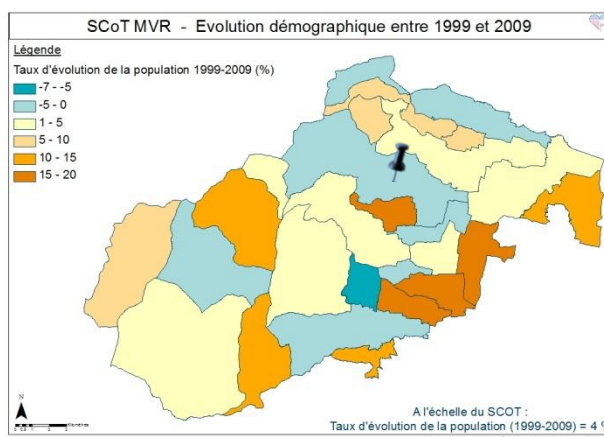 SCoT MVR - Evolution démographique entre 1999 et 2009
Légende
Taux d'évolution de la population 1999-2009 (%)
-7 - -5
-5 - 0
1 - 5
5 - 10
10 - 15
15 - 20
N
A l'échelle du SCOT :
Taux d'évolution de la population (1999-2009) = 4 %